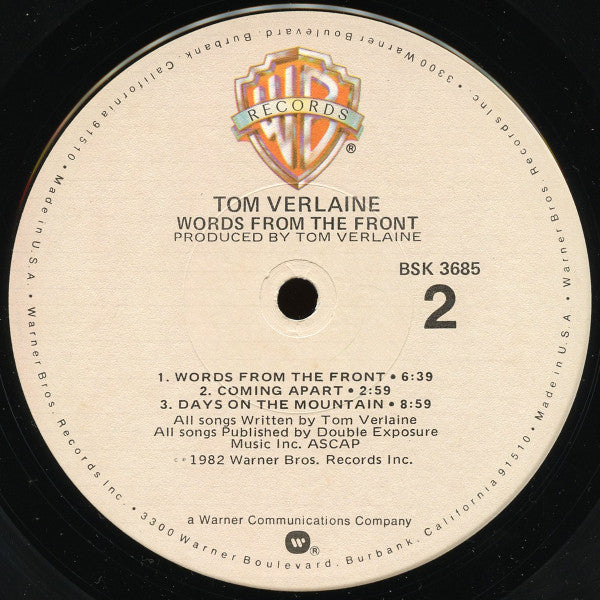 3300 Warner Boulevard, Burbank, California 91510 • Made in U.S.A. • Warner Bros. Records Inc. • 3300 Warner Boulevard, Burbank, California 91510 • Made in U.S.A. • Warner Bros. Records Inc. •
WB
RECORDS
®
TOM VERLAINE
WORDS FROM THE FRONT
PRODUCED BY TOM VERLAINE
BSK 3685
2
1. WORDS FROM THE FRONT • 6:39
2. COMING APART • 2:59
3. DAYS ON THE MOUNTAIN • 8:59
All songs Written by Tom Verlaine
All songs Published by Double Exposure
Music Inc. ASCAP
1982 Warner Bros. Records Inc.
a Warner Communications Company
®